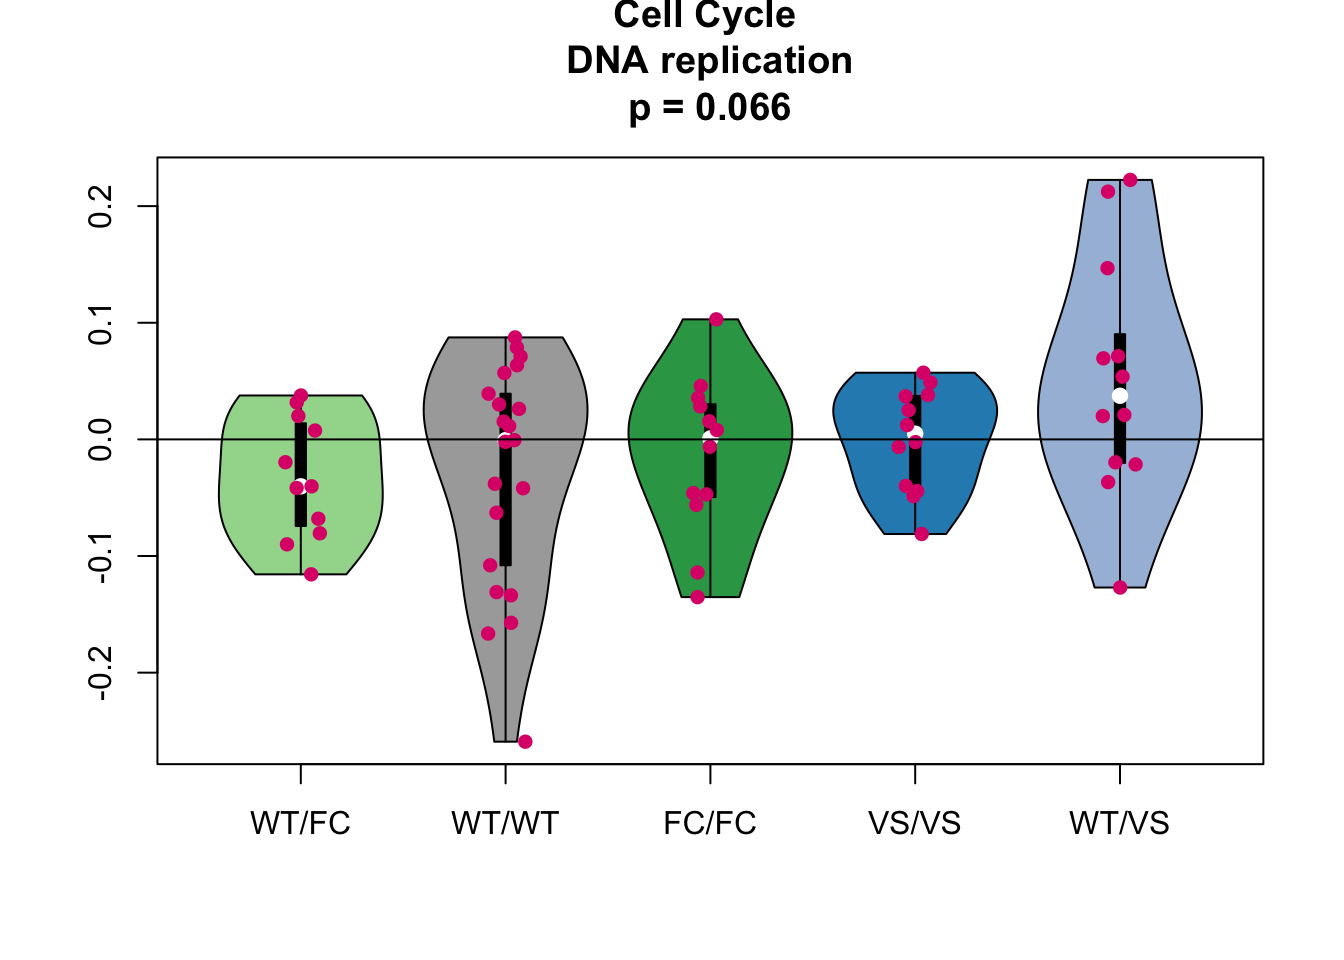 Cell Cycle
DNA replication
p = 0.066
0.2
0.1
0.0
-0.1
-0.2
WT/FC WT/WT FC/FC VS/VS WT/VS